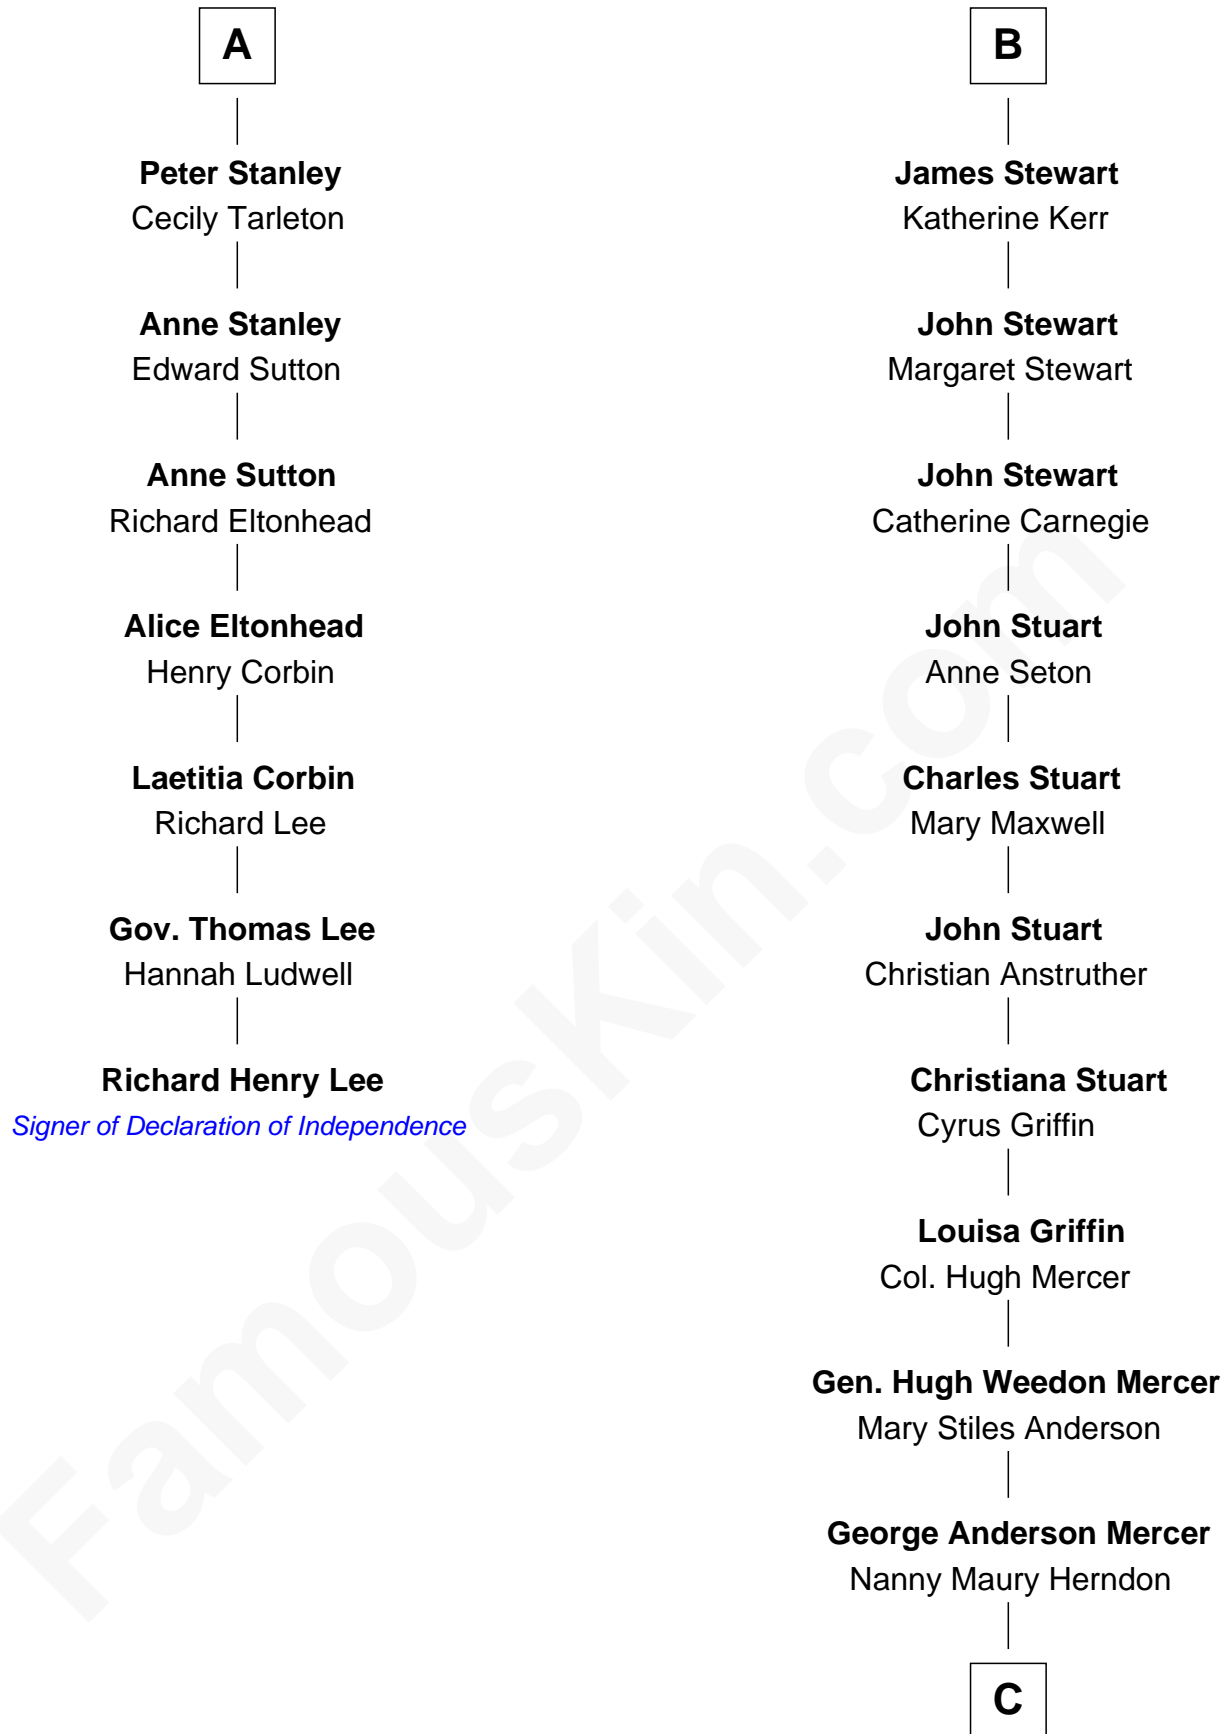 A
Peter Stanley
Cecily Tarleton
Anne Stanley
Edward Sutton
Anne Sutton
Richard Eltonhead
Alice Eltonhead
Henry Corbin
Laetitia Corbin
Richard Lee
Gov. Thomas Lee
Hannah Ludwell
Richard Henry Lee
Signer of Declaration of Independence
B
James Stewart
Katherine Kerr
John Stewart
Margaret Stewart
John Stewart
Catherine Carnegie
John Stuart
Anne Seton
Charles Stuart
Mary Maxwell
John Stuart
Christian Anstruther
Christiana Stuart
Cyrus Griffin
Louisa Griffin
Col. Hugh Mercer
Gen. Hugh Weedon Mercer
Mary Stiles Anderson
George Anderson Mercer
Nanny Maury Herndon
C
FamousKin.com